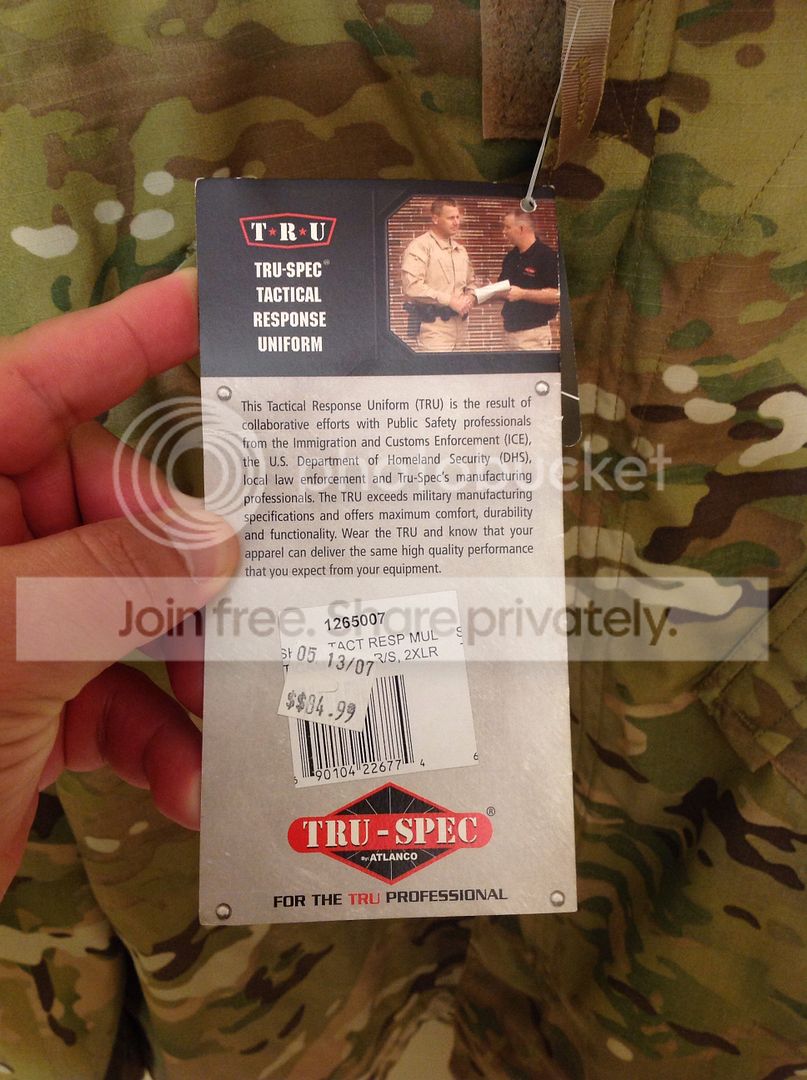 T★R★U
TRU-SPEC®
TACTICAL
RESPONSE
UNIFORM
This Tactical Response Uniform (TRU) is the result of
collaborative efforts with Public Safety professionals
from the Immigration and Customs Enforcement (ICE),
the U.S. Department of Homeland Security (DHS),
local law enforcement and Tru-Spec's manufacturing
professionals. The TRU exceeds military manufacturing
specifications and offers maximum comfort, durability
and functionality. Wear the TRU and know that your
apparel can deliver the same high quality performance
that you expect from your equipment.
photobucket
Join free. Share privately.
1265007
TACT RESP MUL
05 13/07
R/S, 2XLR
$$84.99
6 90104 22677 4 6
TRU-SPEC®
By: ATLANCO
FOR THE TRU PROFESSIONAL